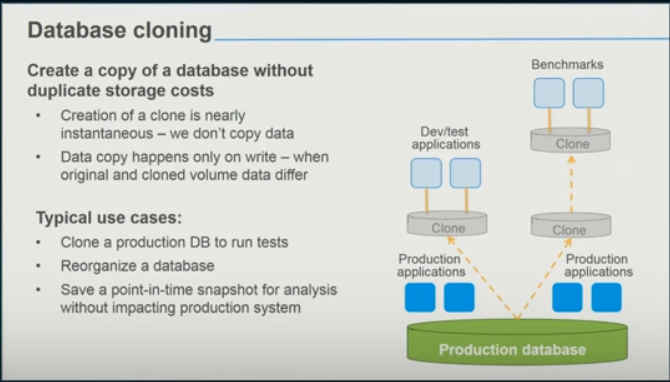 Database cloning
Create a copy of a database without
duplicate storage costs
• Creation of a clone is nearly
instantaneous – we don't copy data
• Data copy happens only on write – when
original and cloned volume data differ
Typical use cases:
• Clone a production DB to run tests
• Reorganize a database
• Save a point-in-time snapshot for analysis
without impacting production system
Benchmarks
Clone
Dev/test
applications
Clone
Clone
Production
applications
Production
applications
Production database